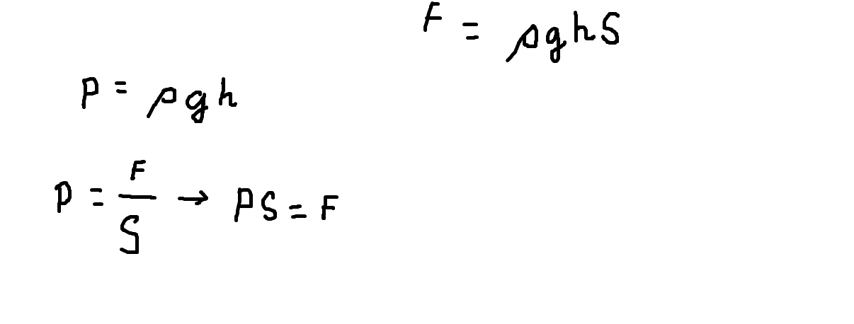 F = ρghS
P = ρgh
P = F/S → PS = F